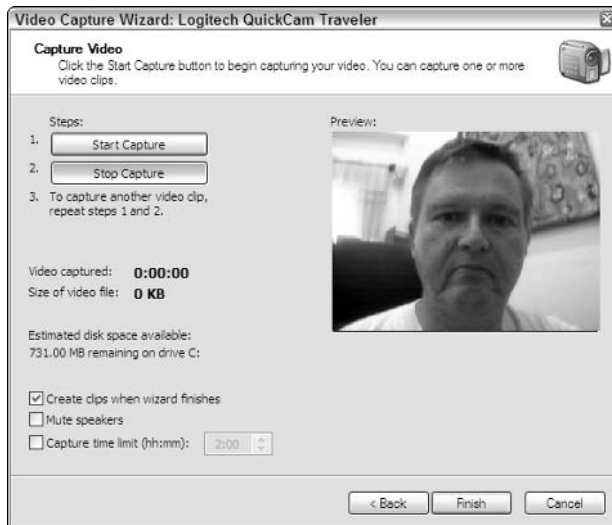 Video Capture Wizard: Logitech QuickCam Traveler
Capture Video
Click the Start Capture button to begin capturing your video. You can capture one or more
video clips.
Steps:
1. Start Capture
2. Stop Capture
3. To capture another video clip,
repeat steps 1 and 2.
Preview:
Video captured: 0:00:00
Size of video file: 0 KB
Estimated disk space available:
731.00 MB remaining on drive C:
Create clips when wizard finishes
Mute speakers
Capture time limit (hh:mm): 2:00
< Back Finish Cancel